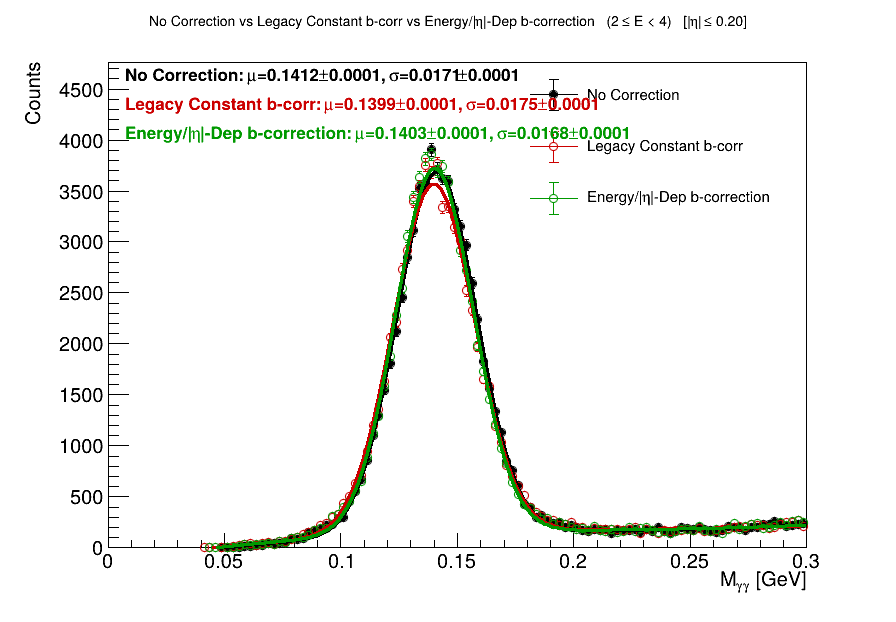 No Correction vs Legacy Constant b-corr vs Energy/|η|-Dep b-correction (2 ≤ E < 4) [|η| ≤ 0.20]
Counts
No Correction: μ=0.1412±0.0001, σ=0.0171±0.0001
Legacy Constant b-corr: μ=0.1399±0.0001, σ=0.0175±0.0001
Energy/|η|-Dep b-correction: μ=0.1403±0.0001, σ=0.0168±0.0001
No Correction
Legacy Constant b-corr
Energy/|η|-Dep b-correction
4500
4000
3500
3000
2500
2000
1500
1000
500
0
0 0.05 0.1 0.15 0.2 0.25 0.3
Mγγ [GeV]